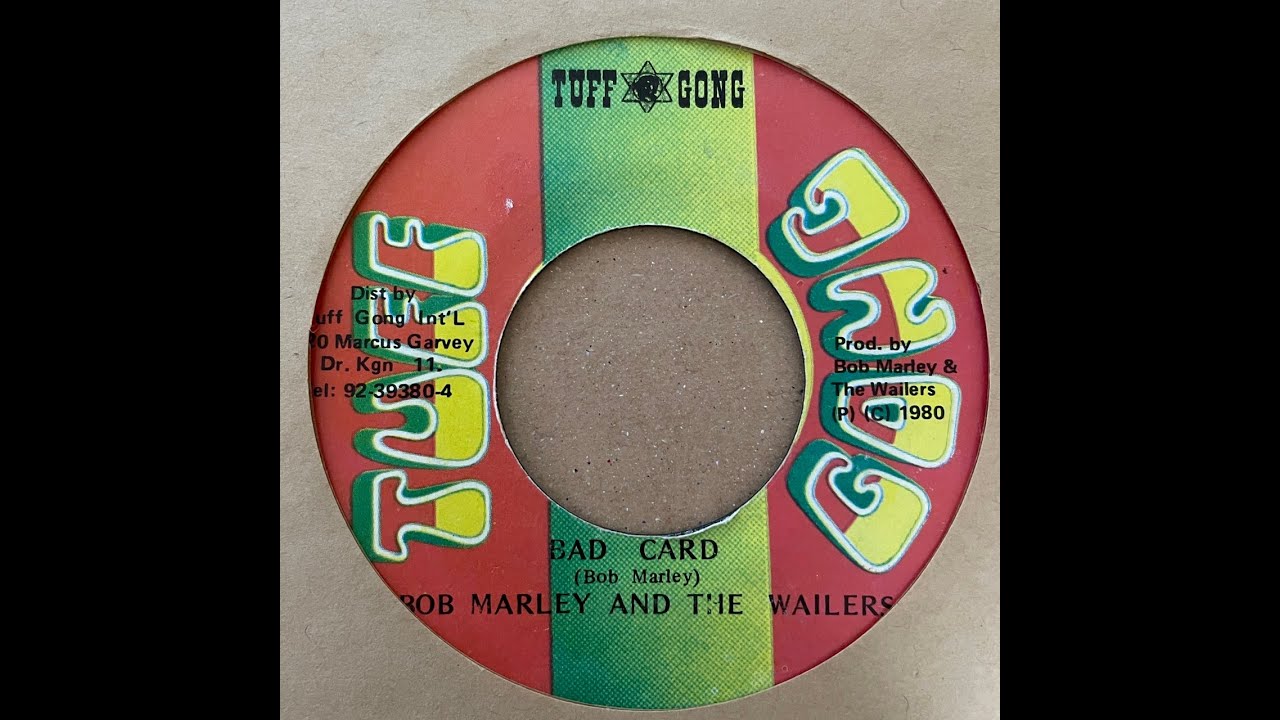 TUFF GONG
TUFF
GONG
Dist by
uff Gong Int'L
20 Marcus Garvey
Dr. Kgn 11.
el: 92-39380-4
Prod. by
Bob Marley &
The Wailers
(P) (C) 1980
BAD CARD
(Bob Marley)
BOB MARLEY AND THE WAILERS